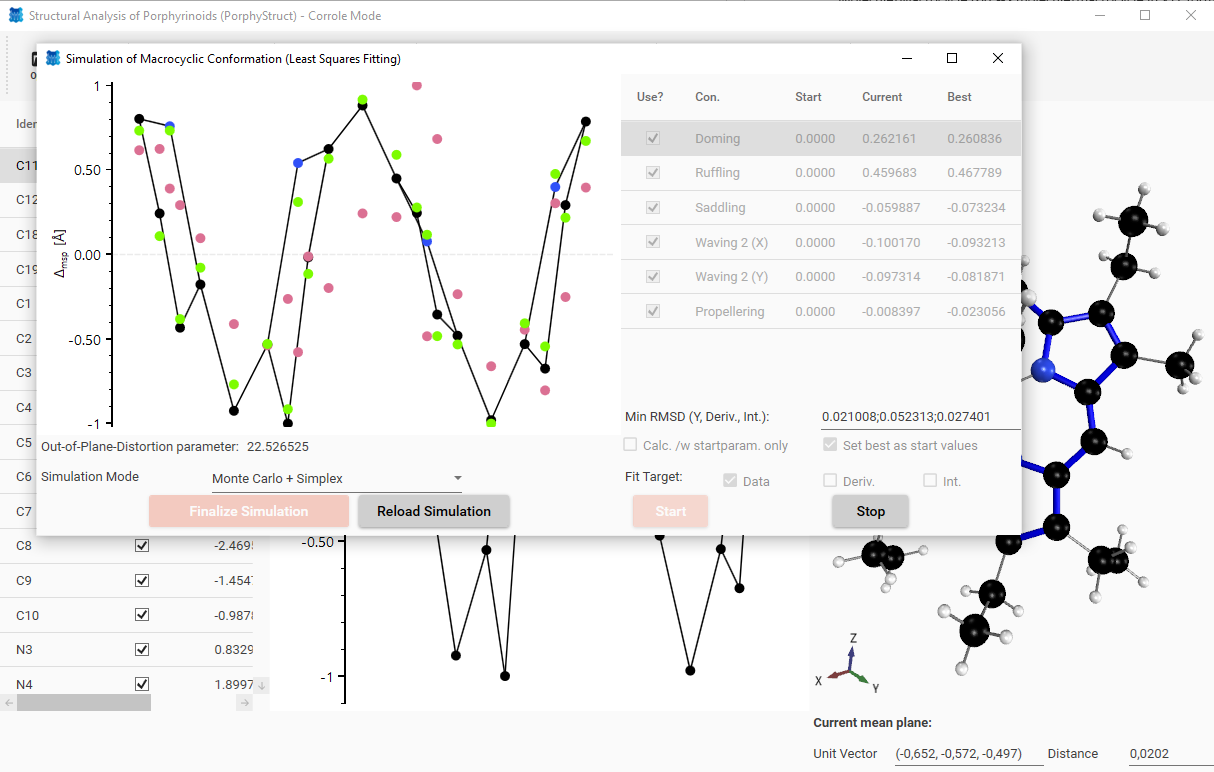 Structural Analysis of Porphyrinoids (PorphyStruct) - Corrole Mode
Simulation of Macrocyclic Conformation (Least Squares Fitting)
1
0.50
0.00
-0.50
-1
Δmsp [Å]
Use? Con. Start Current Best
Doming 0.0000 0.262161 0.260836
Ruffling 0.0000 0.459683 0.467789
Saddling 0.0000 -0.059887 -0.073234
Waving 2 (X) 0.0000 -0.100170 -0.093213
Waving 2 (Y) 0.0000 -0.097314 -0.081871
Propellering 0.0000 -0.008397 -0.023056
Min RMSD (Y, Deriv., Int.): 0.021008;0.052313;0.027401
Out-of-Plane-Distortion parameter: 22.526525
Calc. /w startparam. only Set best as start values
Simulation Mode Monte Carlo + Simplex
Fit Target: Data Deriv. Int.
Finalize Simulation Reload Simulation Start Stop
Iden
C11
C12
C18
C19
C1
C2
C3
C4
C5
C6
C7
C8 -2.4695
C9 -1.4547
C10 -0.9878
N3 0.8329
N4 1.8997
-0.50
-1
Z
X
Y
Current mean plane:
Unit Vector (-0,652, -0,572, -0,497) Distance 0,0202